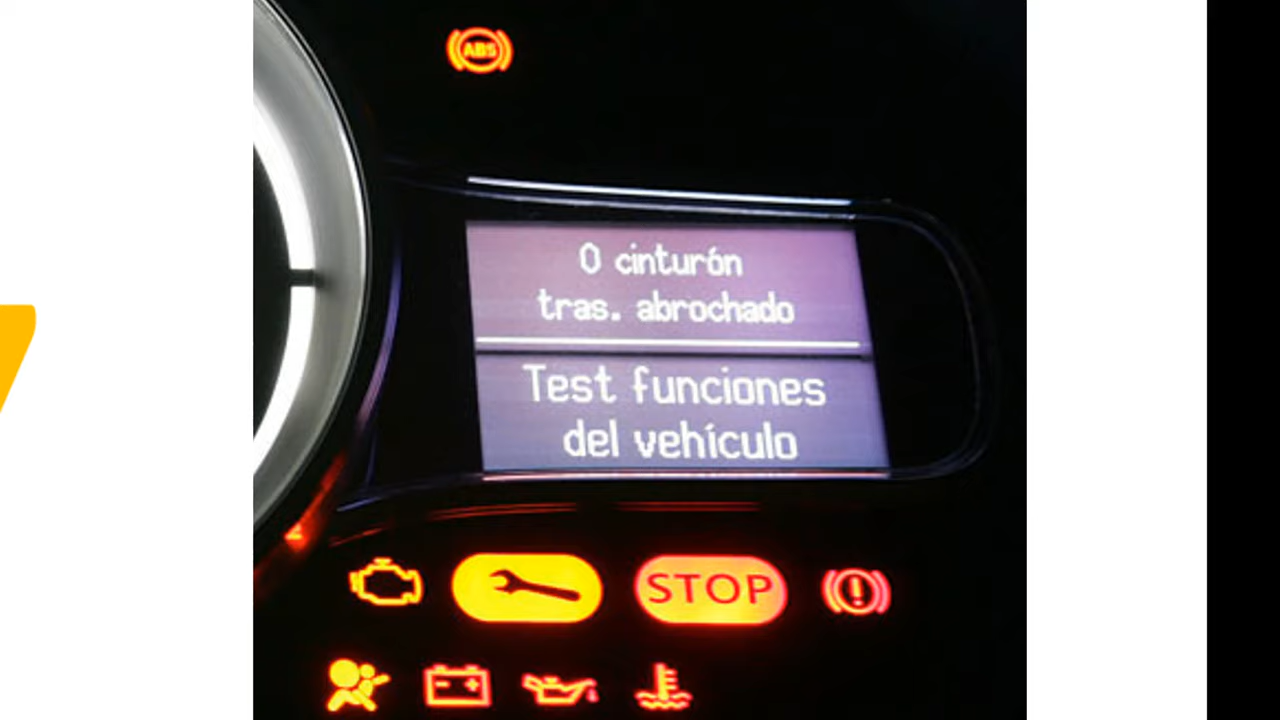 ABS
0 cinturón
tras. abrochado
Test funciones
del vehículo
STOP